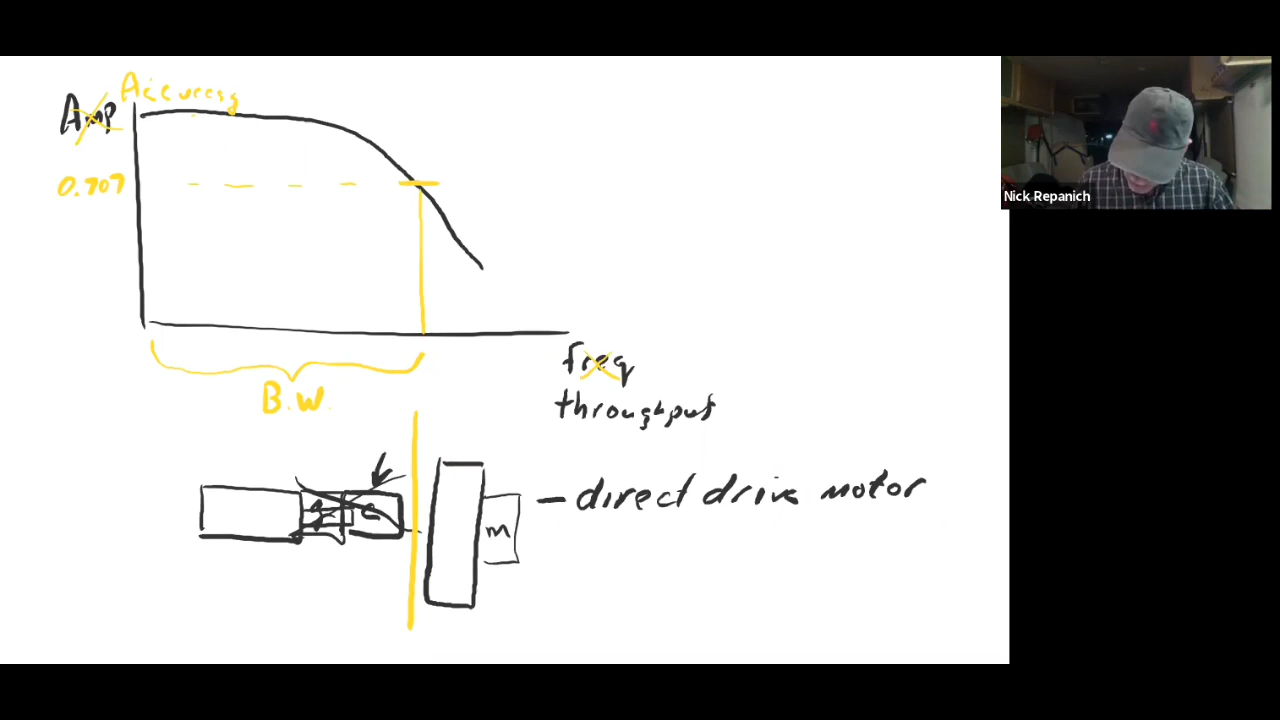 Accuracy
Amp
0.707
freq
B.W.
throughput
direct drive motor
m
Nick Repanich